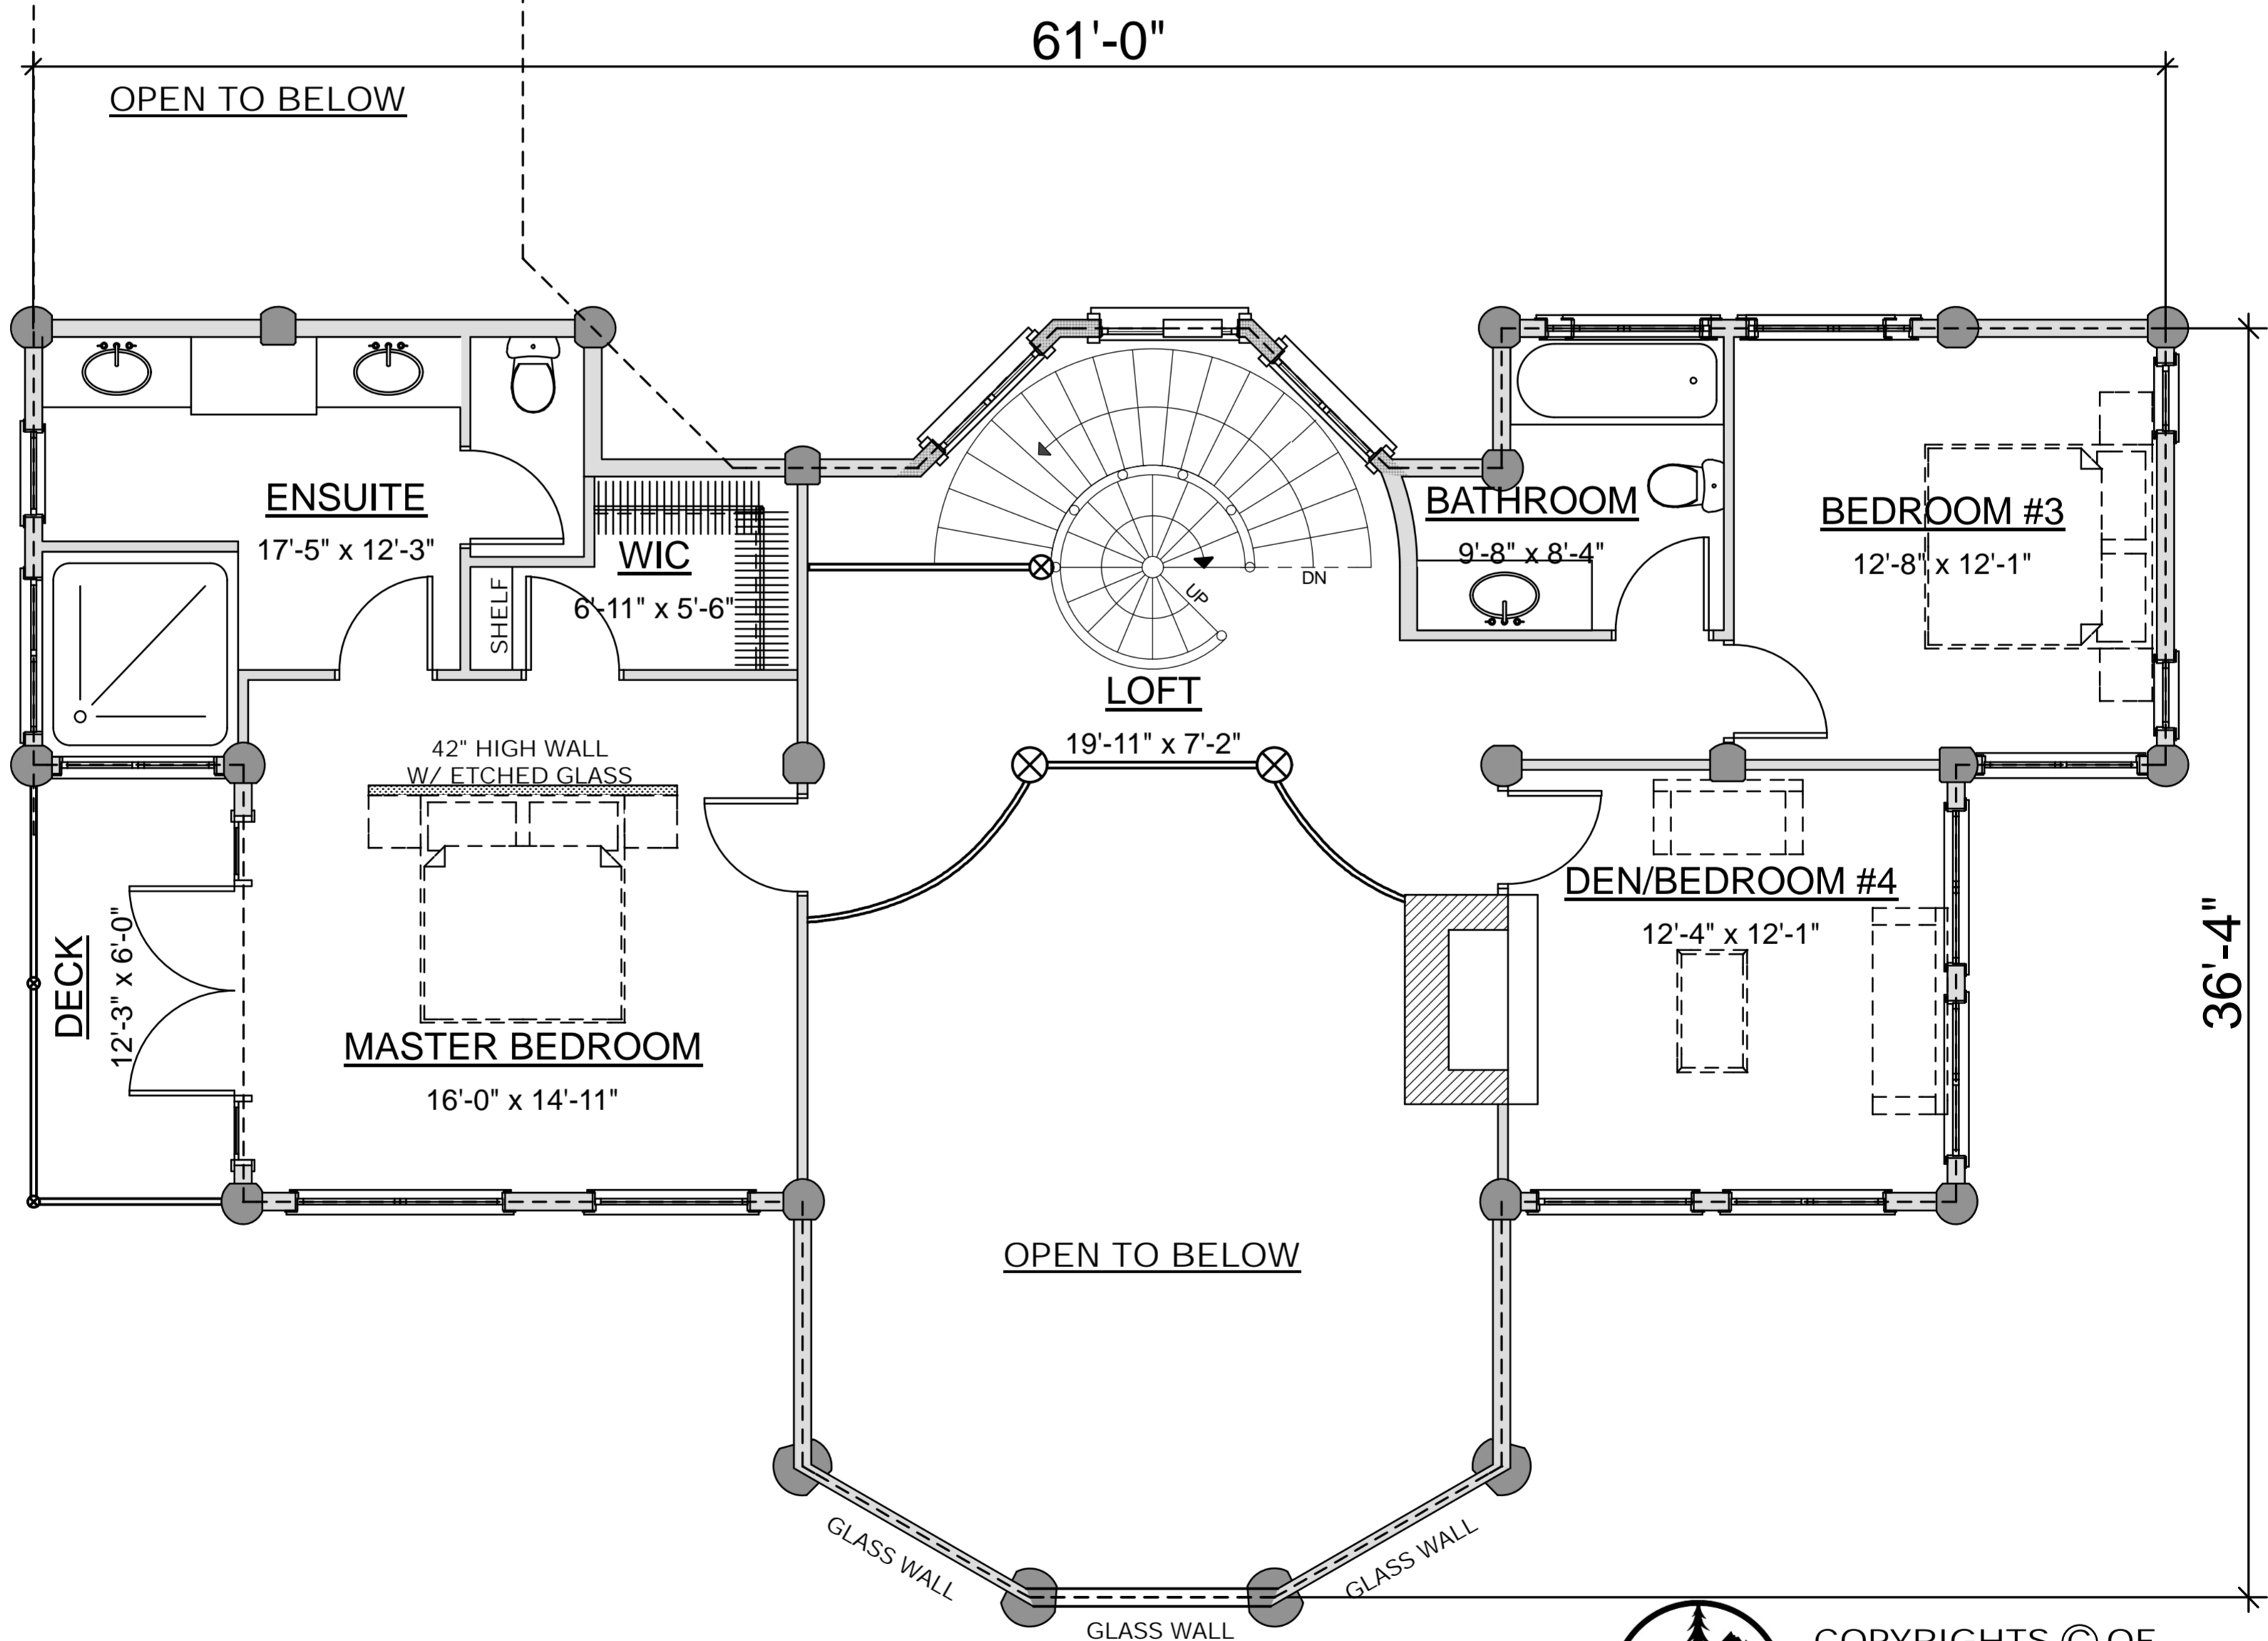 61'-0"
OPEN TO BELOW
ENSUITE
17'-5" x 12'-3"
WIC
6'-11" x 5'-6"
SHELF
UP
DN
BATHROOM
9'-8" x 8'-4"
BEDROOM #3
12'-8" x 12'-1"
LOFT
19'-11" x 7'-2"
42" HIGH WALL
W/ ETCHED GLASS
DECK
12'-3" x 6'-0"
MASTER BEDROOM
16'-0" x 14'-11"
DEN/BEDROOM #4
12'-4" x 12'-1"
36'-4"
OPEN TO BELOW
GLASS WALL
GLASS WALL
GLASS WALL
COPYRIGHTS © OF